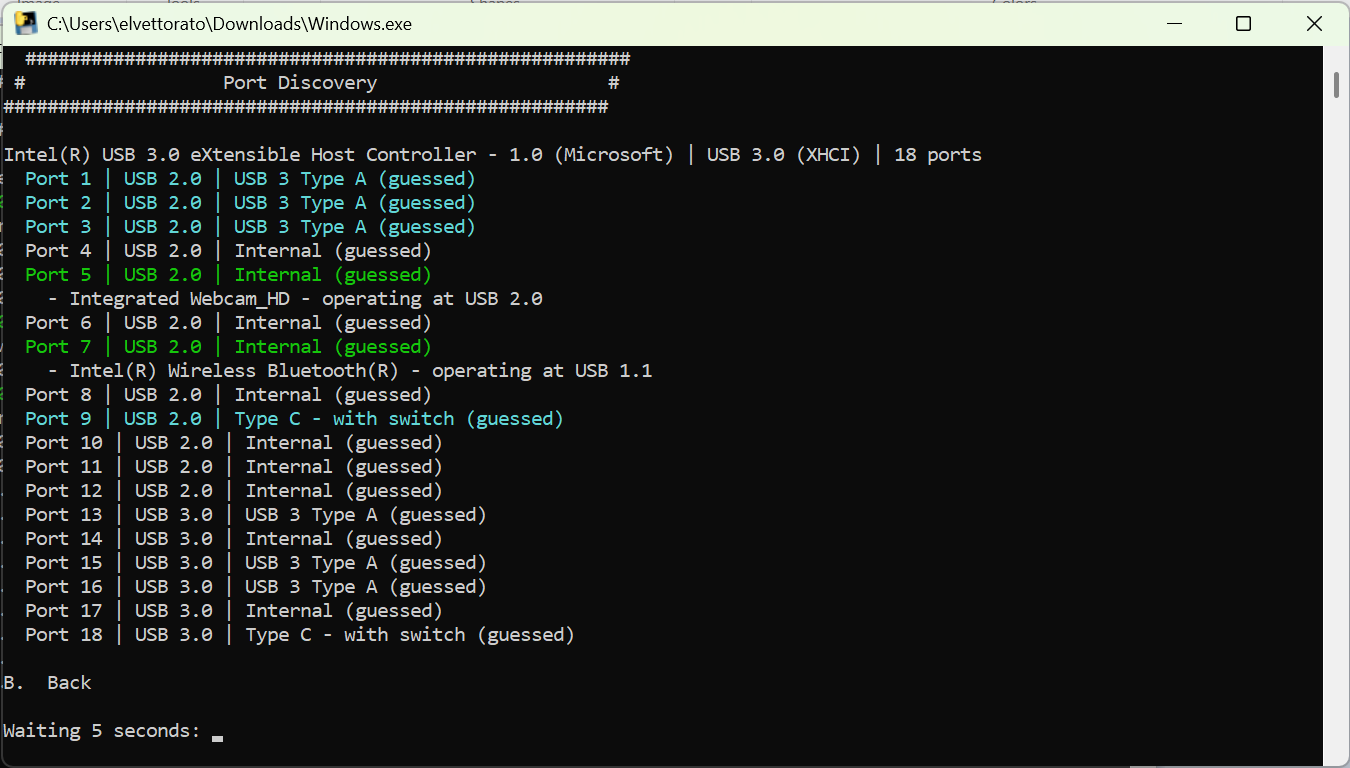 C:\Users\elvettorato\Downloads\Windows.exe
#######################################################
# Port Discovery #
#######################################################
Intel(R) USB 3.0 eXtensible Host Controller - 1.0 (Microsoft) | USB 3.0 (XHCI) | 18 ports
Port 1 | USB 2.0 | USB 3 Type A (guessed)
Port 2 | USB 2.0 | USB 3 Type A (guessed)
Port 3 | USB 2.0 | USB 3 Type A (guessed)
Port 4 | USB 2.0 | Internal (guessed)
Port 5 | USB 2.0 | Internal (guessed)
- Integrated Webcam_HD - operating at USB 2.0
Port 6 | USB 2.0 | Internal (guessed)
Port 7 | USB 2.0 | Internal (guessed)
- Intel(R) Wireless Bluetooth(R) - operating at USB 1.1
Port 8 | USB 2.0 | Internal (guessed)
Port 9 | USB 2.0 | Type C - with switch (guessed)
Port 10 | USB 2.0 | Internal (guessed)
Port 11 | USB 2.0 | Internal (guessed)
Port 12 | USB 2.0 | Internal (guessed)
Port 13 | USB 3.0 | USB 3 Type A (guessed)
Port 14 | USB 3.0 | Internal (guessed)
Port 15 | USB 3.0 | USB 3 Type A (guessed)
Port 16 | USB 3.0 | USB 3 Type A (guessed)
Port 17 | USB 3.0 | Internal (guessed)
Port 18 | USB 3.0 | Type C - with switch (guessed)
B. Back
Waiting 5 seconds: